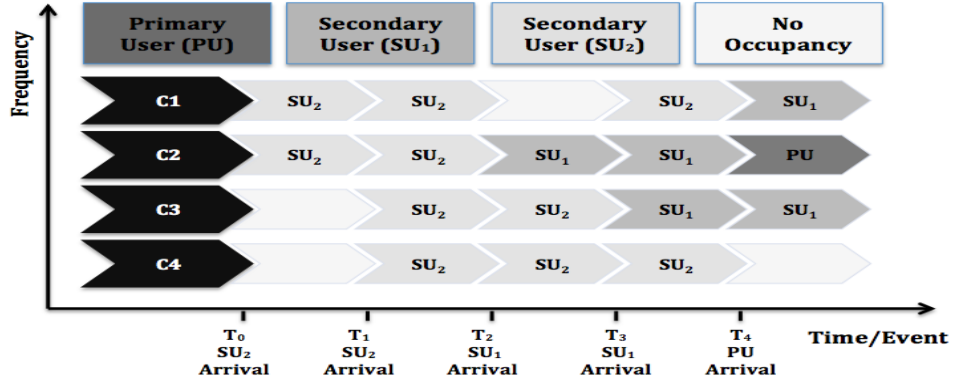 Primary
User (PU)
Secondary
User (SU₁)
Secondary
User (SU₂)
No
Occupancy
Frequency
C1
SU₂
SU₂
SU₂
SU₁
C2
SU₂
SU₂
SU₁
SU₁
PU
C3
SU₂
SU₂
SU₁
SU₁
C4
SU₂
SU₂
SU₂
T₀
SU₂
Arrival
T₁
SU₂
Arrival
T₂
SU₁
Arrival
T₃
SU₁
Arrival
T₄
PU
Arrival
Time/Event